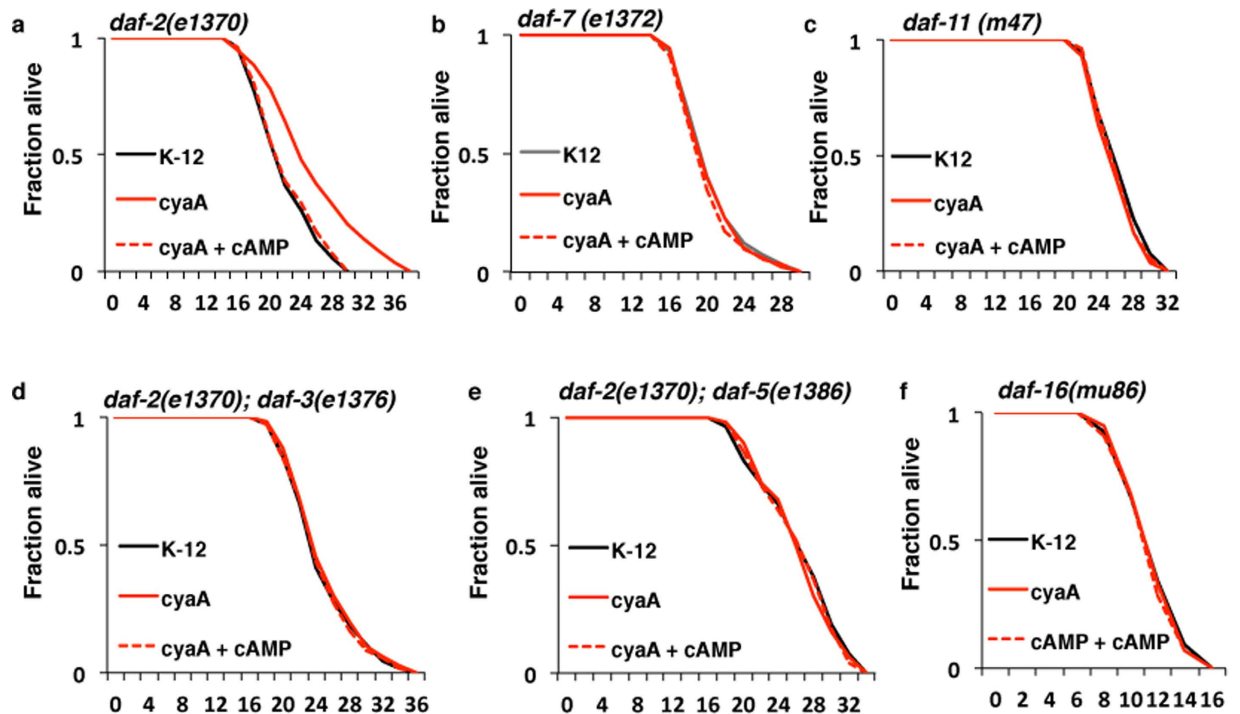 a
daf-2(e1370)
1
0.5
0
Fraction alive
K-12
cyaA
cyaA + cAMP
0 4 8 12 16 20 24 28 32 36
b
daf-7 (e1372)
1
0.5
0
Fraction alive
K12
cyaA
cyaA + cAMP
0 4 8 12 16 20 24 28
c
daf-11 (m47)
1
0.5
0
Fraction alive
K12
cyaA
cyaA + cAMP
0 4 8 12 16 20 24 28 32
d
daf-2(e1370); daf-3(e1376)
1
0.5
0
Fraction alive
K-12
cyaA
cyaA + cAMP
0 4 8 12 16 20 24 28 32 36
e
daf-2(e1370); daf-5(e1386)
1
0.5
0
Fraction alive
K-12
cyaA
cyaA + cAMP
0 4 8 12 16 20 24 28 32
f
daf-16(mu86)
1
0.5
0
Fraction alive
K-12
cyaA
cAMP + cAMP
0 2 4 6 8 10 12 14 16